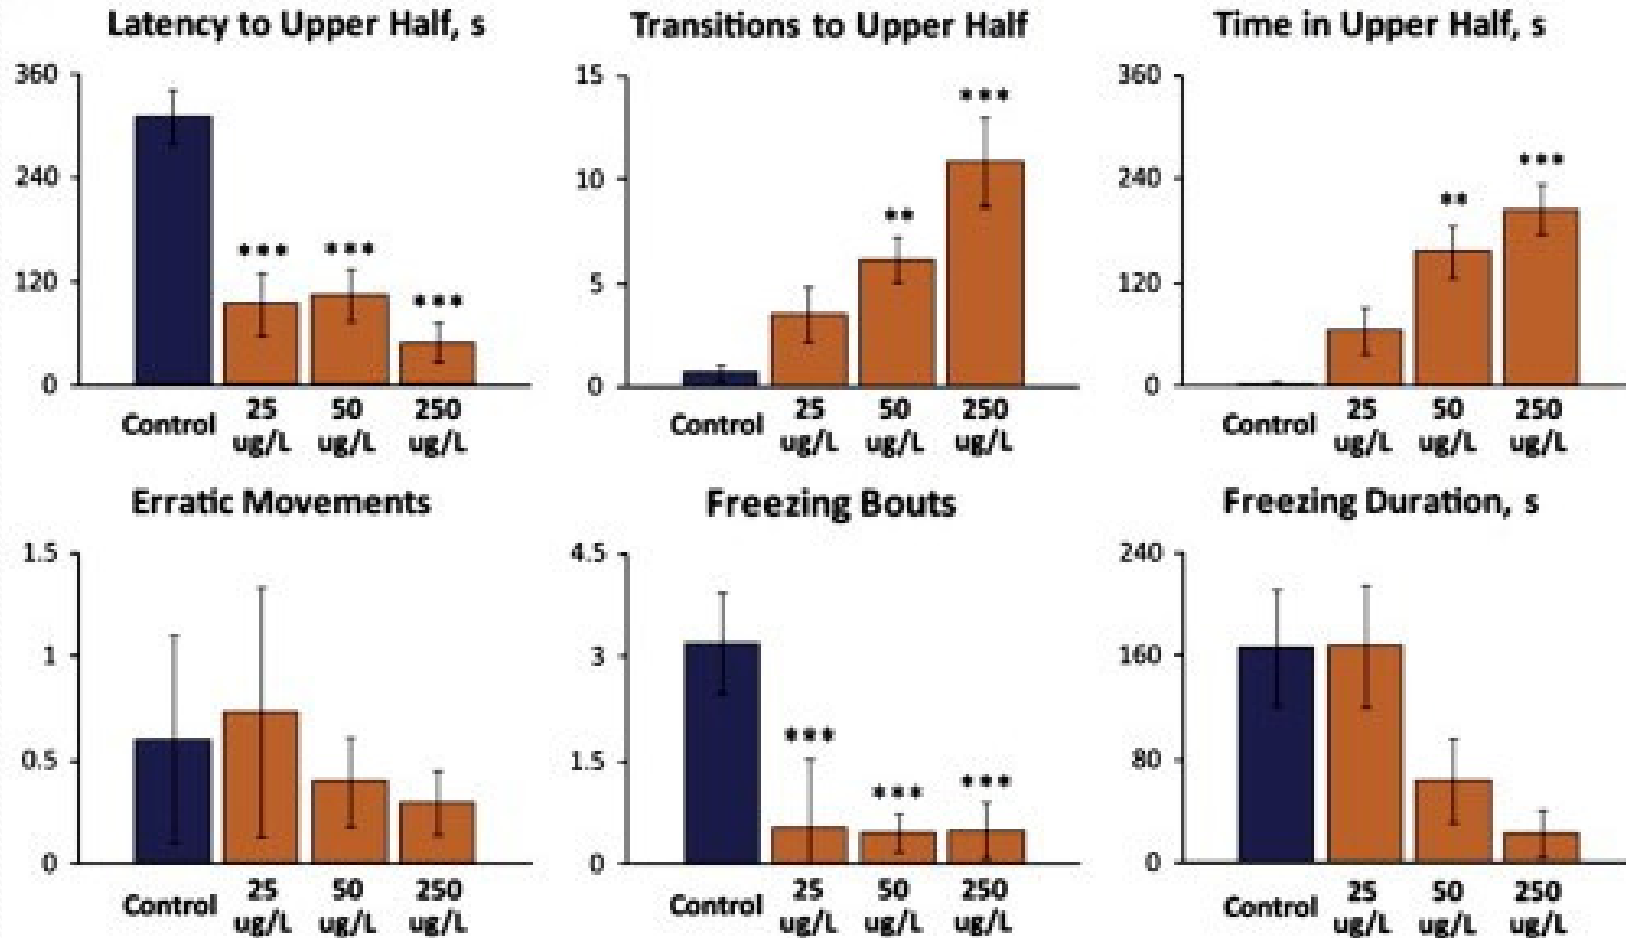 Latency to Upper Half, s
360
240
120
0
***
***
***
Control
25 ug/L
50 ug/L
250 ug/L
Transitions to Upper Half
15
10
5
0
**
***
Control
25 ug/L
50 ug/L
250 ug/L
Time in Upper Half, s
360
240
120
0
**
***
Control
25 ug/L
50 ug/L
250 ug/L
Erratic Movements
1.5
1
0.5
0
Control
25 ug/L
50 ug/L
250 ug/L
Freezing Bouts
4.5
3
1.5
0
***
***
***
Control
25 ug/L
50 ug/L
250 ug/L
Freezing Duration, s
240
160
80
0
Control
25 ug/L
50 ug/L
250 ug/L